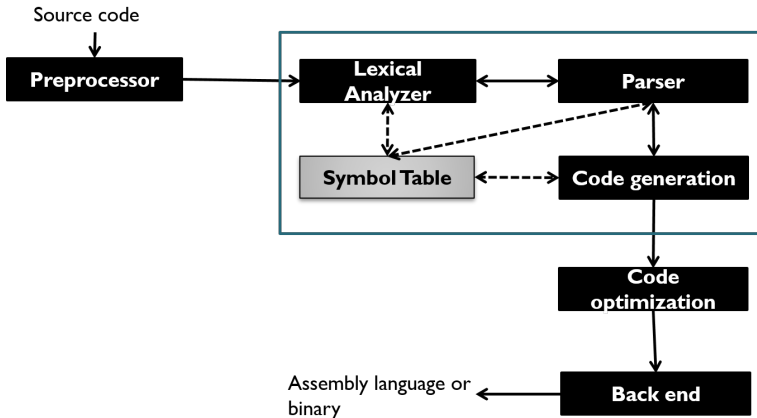 Source code
Preprocessor
Lexical
Analyzer
Parser
Symbol Table
Code generation
Code
optimization
Assembly language or
binary
Back end